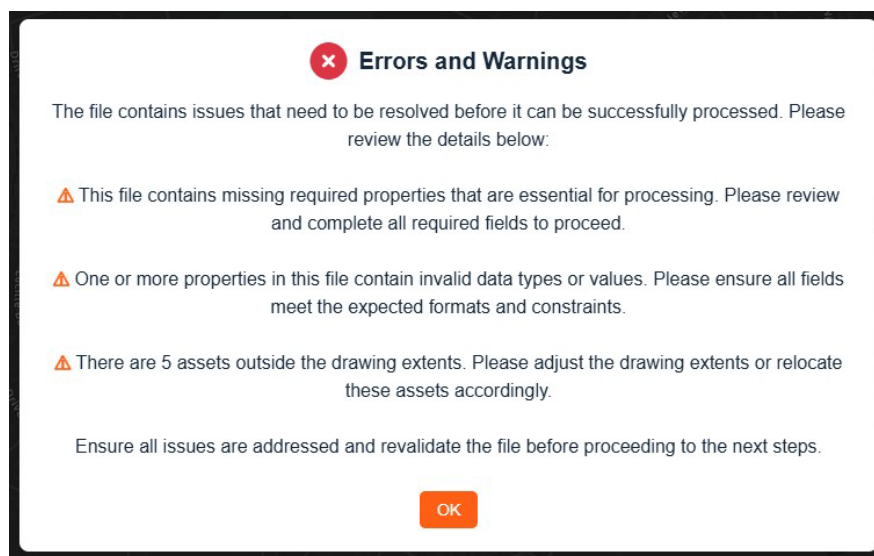 Errors and Warnings
The file contains issues that need to be resolved before it can be successfully processed. Please
review the details below:
This file contains missing required properties that are essential for processing. Please review
and complete all required fields to proceed.
One or more properties in this file contain invalid data types or values. Please ensure all fields
meet the expected formats and constraints.
There are 5 assets outside the drawing extents. Please adjust the drawing extents or relocate
these assets accordingly.
Ensure all issues are addressed and revalidate the file before proceeding to the next steps.
OK